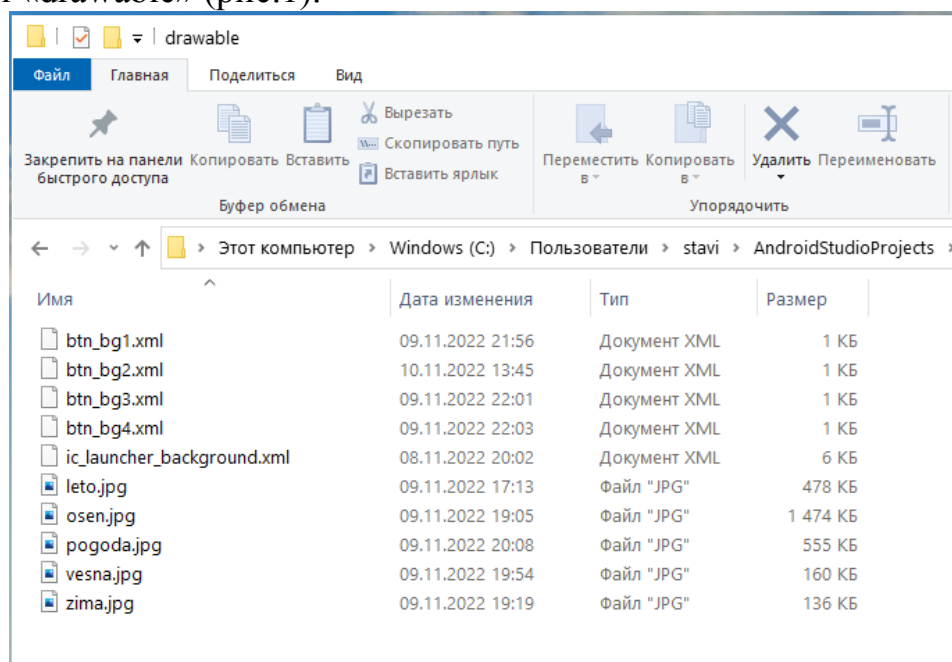 «drawable» (рис.1).
drawable
Файл Главная Поделиться Вид
Закрепить на панели быстрого доступа
Копировать
Вставить
Вырезать
Скопировать путь
Вставить ярлык
Переместить в
Копировать в
Удалить
Переименовать
Буфер обмена
Упорядочить
Этот компьютер > Windows (C:) > Пользователи > stavi > AndroidStudioProjects >
Имя Дата изменения Тип Размер
btn_bg1.xml 09.11.2022 21:56 Документ XML 1 КБ
btn_bg2.xml 10.11.2022 13:45 Документ XML 1 КБ
btn_bg3.xml 09.11.2022 22:01 Документ XML 1 КБ
btn_bg4.xml 09.11.2022 22:03 Документ XML 1 КБ
ic_launcher_background.xml 08.11.2022 20:02 Документ XML 6 КБ
leto.jpg 09.11.2022 17:13 Файл "JPG" 478 КБ
osen.jpg 09.11.2022 19:05 Файл "JPG" 1 474 КБ
pogoda.jpg 09.11.2022 20:08 Файл "JPG" 555 КБ
vesna.jpg 09.11.2022 19:54 Файл "JPG" 160 КБ
zima.jpg 09.11.2022 19:19 Файл "JPG" 136 КБ